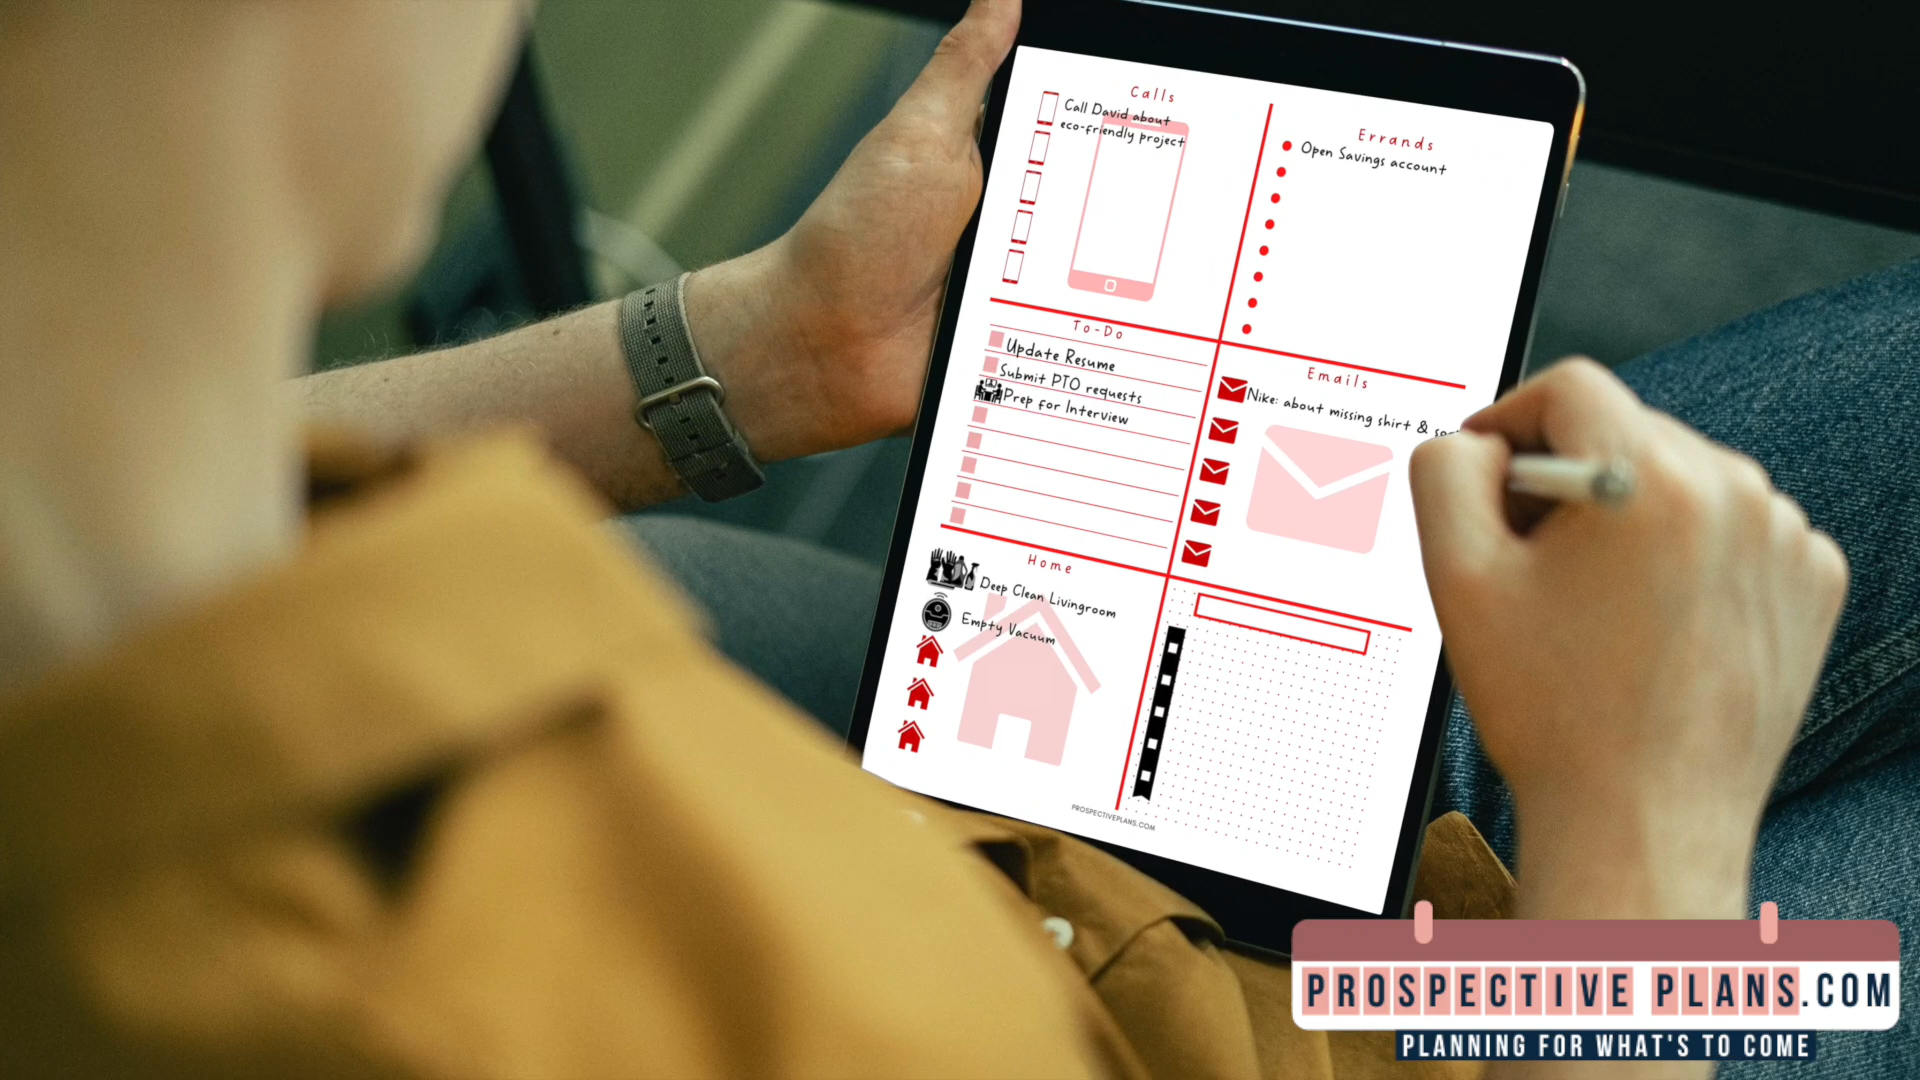 Calls
Call David about
eco-friendly project
Errands
Open Savings account
To-Do
Update Resume
Submit PTO requests
Prep for Interview
Emails
Nike: about missing shirt &
Home
Deep Clean Livingroom
Empty Vacuum
PROSPECTIVEPLANS.COM
PROSPECTIVE PLANS.COM
PLANNING FOR WHAT'S TO COME